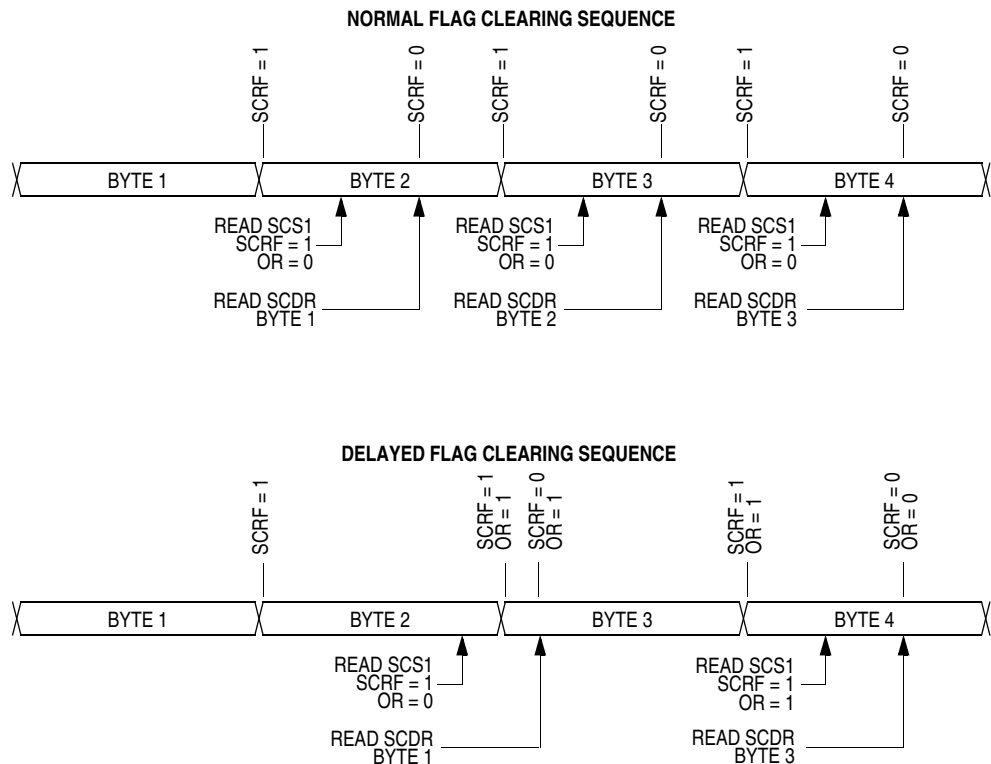 NORMAL FLAG CLEARING SEQUENCE
SCRF = 1
SCRF = 0
SCRF = 1
SCRF = 0
SCRF = 1
SCRF = 0
BYTE 1
BYTE 2
BYTE 3
BYTE 4
READ SCS1
SCRF = 1
OR = 0
READ SCS1
SCRF = 1
OR = 0
READ SCS1
SCRF = 1
OR = 0
READ SCDR
BYTE 1
READ SCDR
BYTE 2
READ SCDR
BYTE 3
DELAYED FLAG CLEARING SEQUENCE
SCRF = 1
SCRF = 1
OR = 1
SCRF = 0
OR = 1
SCRF = 1
OR = 1
SCRF = 0
OR = 0
BYTE 1
BYTE 2
BYTE 3
BYTE 4
READ SCS1
SCRF = 1
OR = 0
READ SCS1
SCRF = 1
OR = 1
READ SCDR
BYTE 1
READ SCDR
BYTE 3